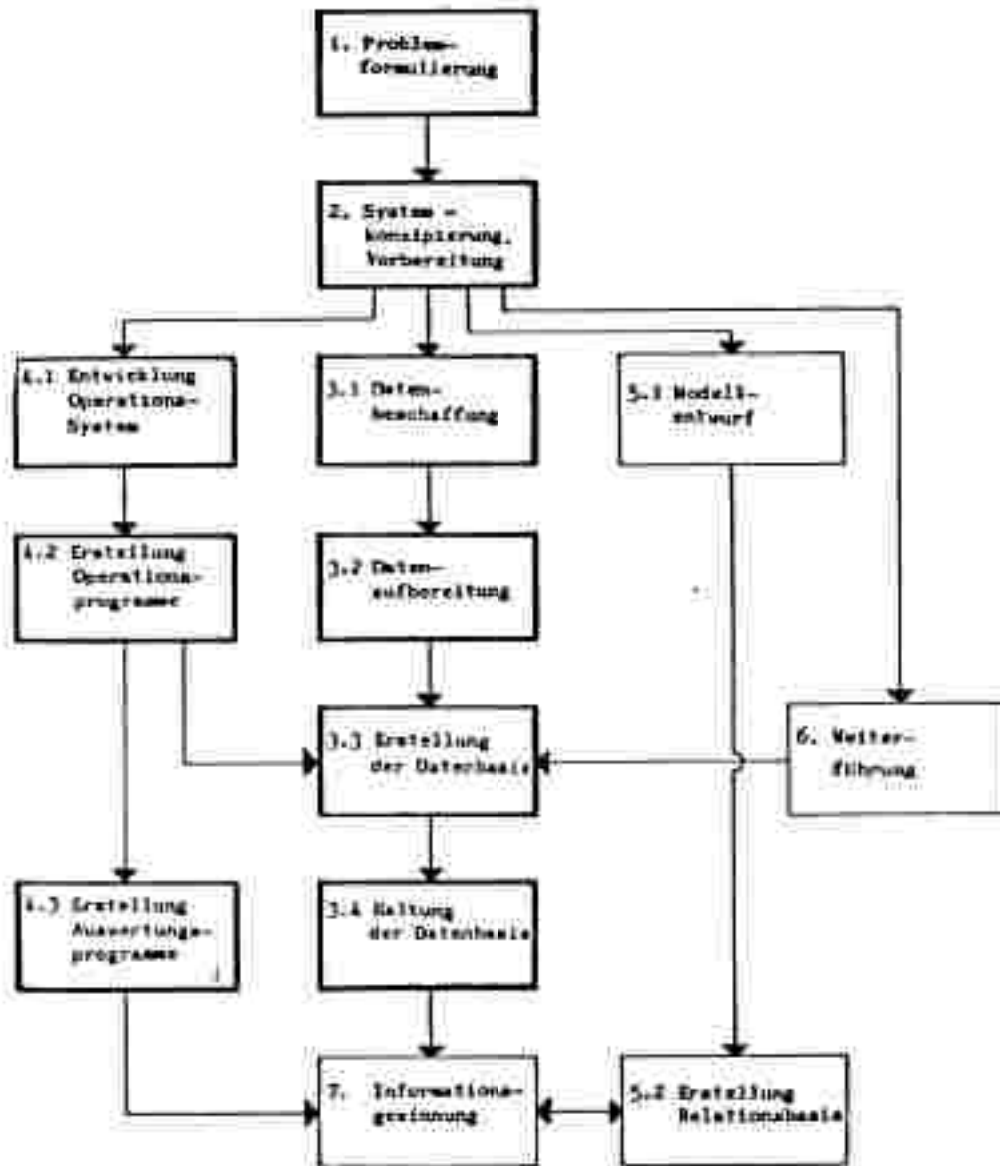 1. Problem-
formulierung
2. System -
konzipierung,
Vorbereitung
4.1 Entwicklung
Operations-
System
3.1 Daten-
beschaffung
5.1 Modell-
entwurf
4.2 Erstellung
Operations-
programme
3.2 Daten-
aufbereitung
3.3 Erstellung
der Datenbasis
6. Weiter-
führung
4.3 Erstellung
Auswertungs-
programme
3.4 Haltung
der Datenbasis
7. Informations-
gewinnung
5.2 Erstellung
Relationsbasis